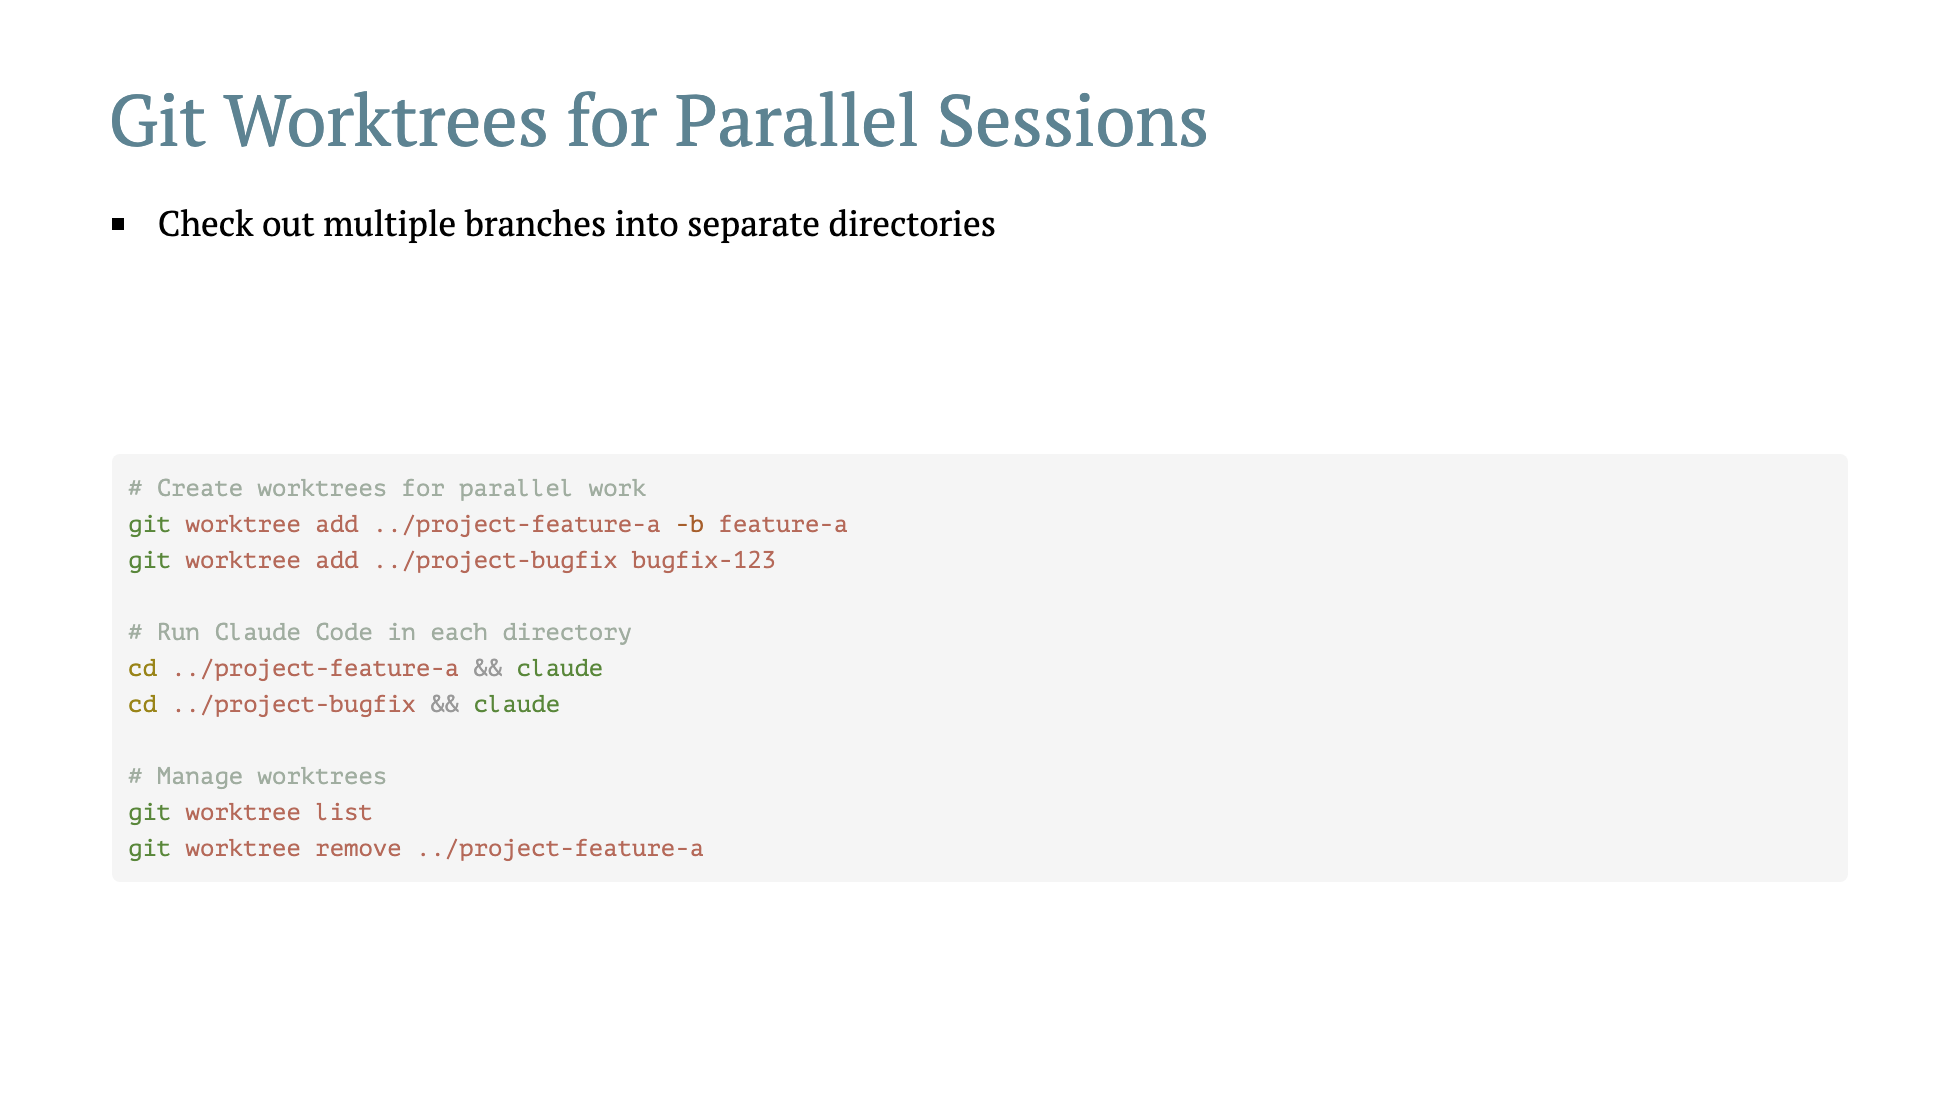 Git Worktrees for Parallel Sessions
▪ Check out multiple branches into separate directories
# Create worktrees for parallel work
git worktree add ../project-feature-a -b feature-a
git worktree add ../project-bugfix bugfix-123
# Run Claude Code in each directory
cd ../project-feature-a && claude
cd ../project-bugfix && claude
# Manage worktrees
git worktree list
git worktree remove ../project-feature-a